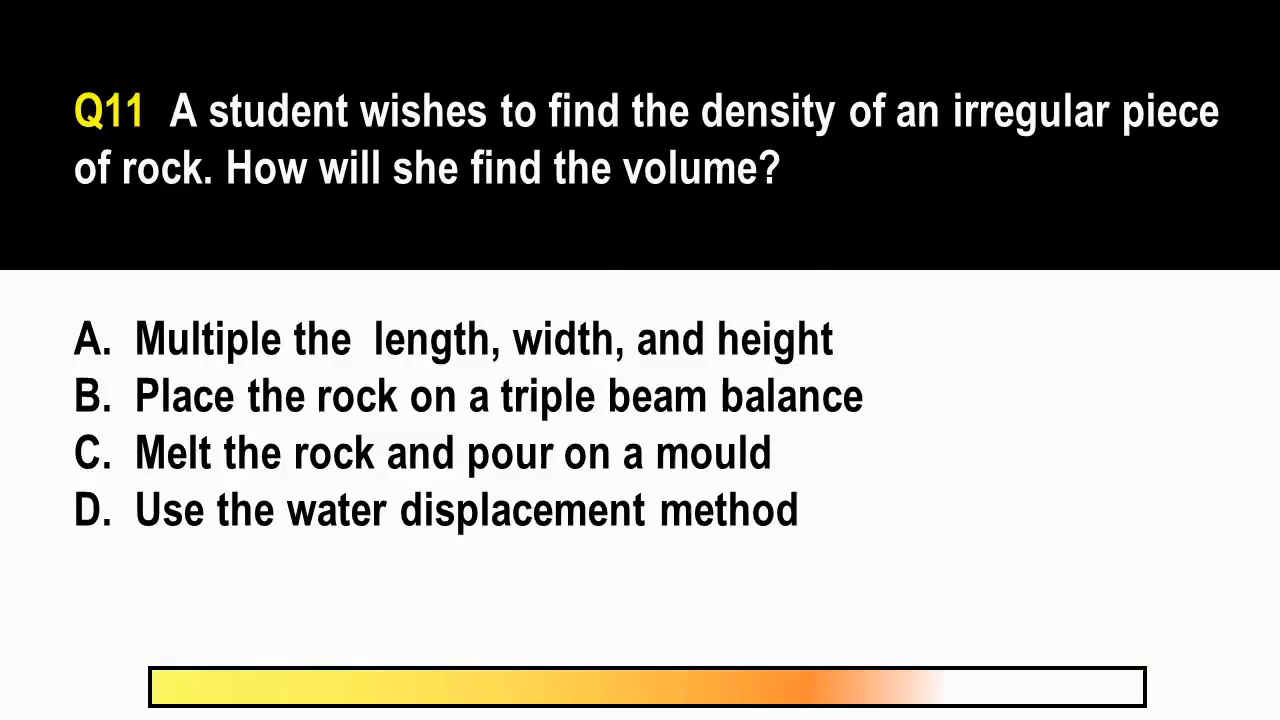 Q11 A student wishes to find the density of an irregular piece
of rock. How will she find the volume?
A. Multiple the length, width, and height
B. Place the rock on a triple beam balance
C. Melt the rock and pour on a mould
D. Use the water displacement method